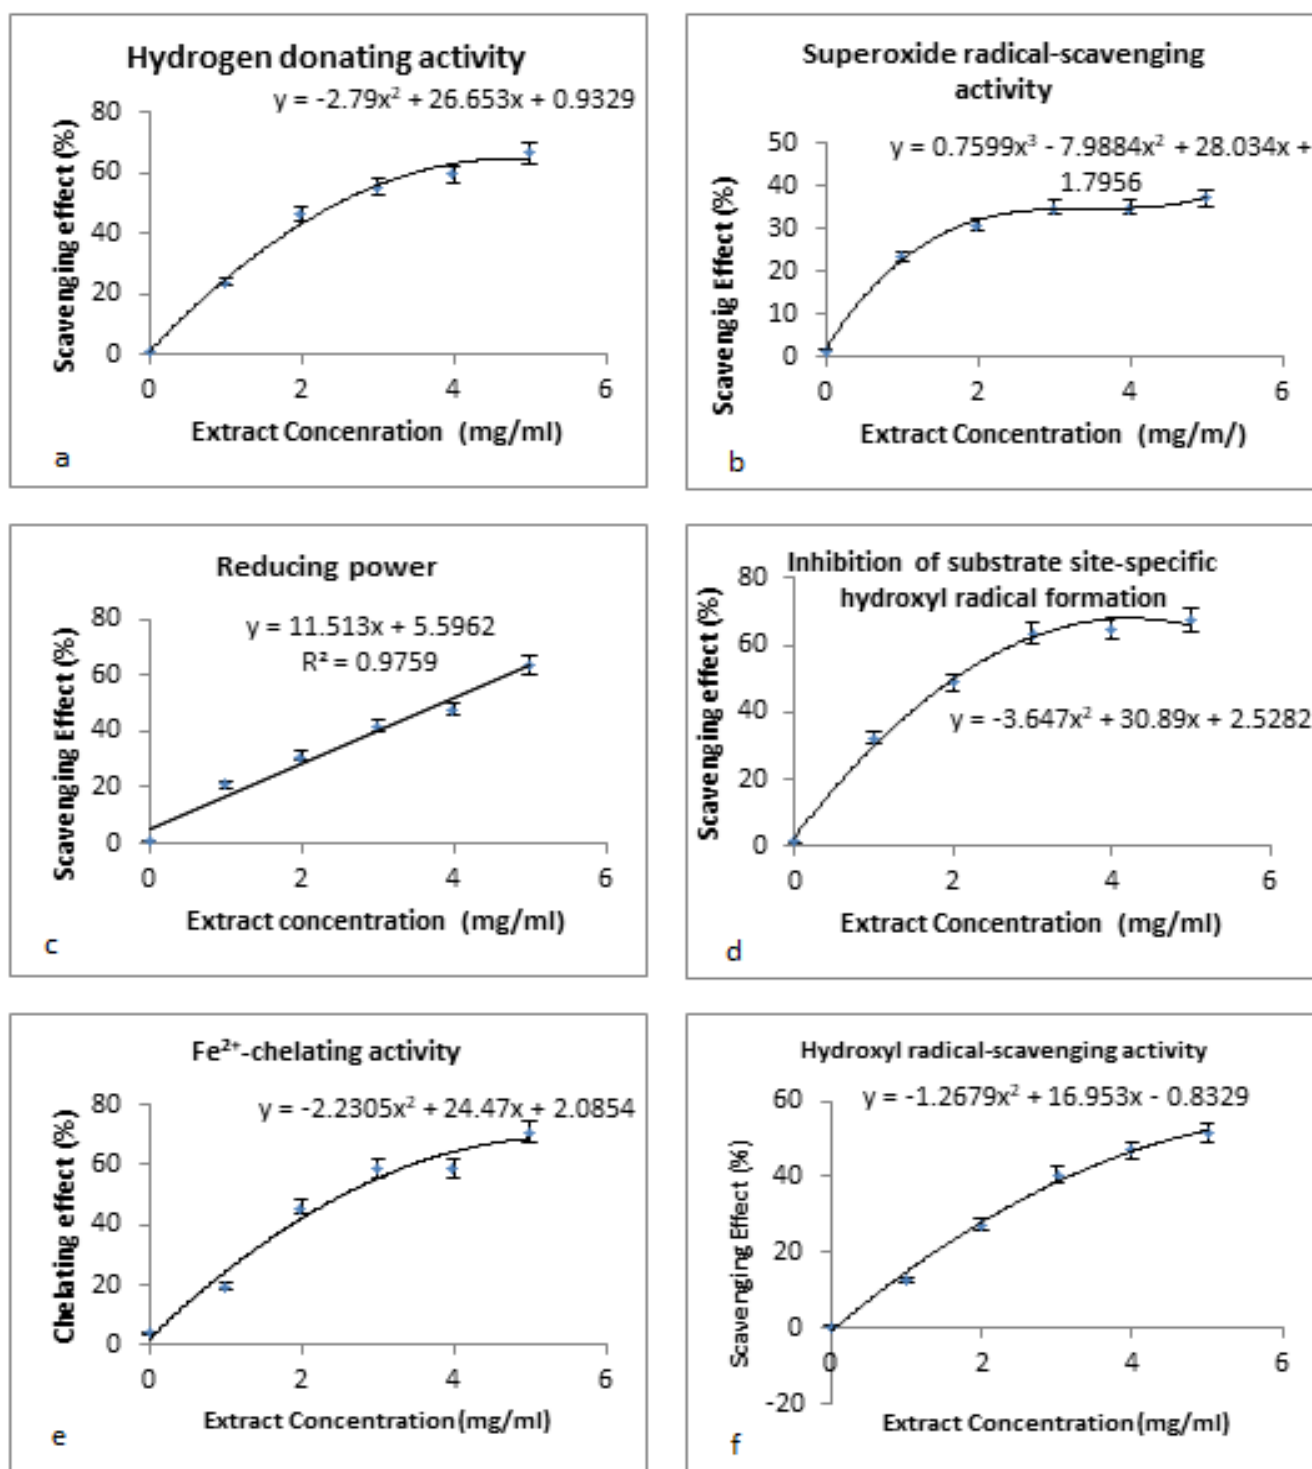 Hydrogen donating activity
y = -2.79x² + 26.653x + 0.9329
Scavenging effect (%)
80
60
40
20
0
0 2 4 6
Extract Concenration (mg/ml)
a
Superoxide radical-scavenging
activity
y = 0.7599x³ - 7.9884x² + 28.034x +
1.7956
Scavengig Effect (%)
50
40
30
20
10
0
0 2 4 6
Extract Concentration (mg/m/)
b
Reducing power
y = 11.513x + 5.5962
R² = 0.9759
Scavenging Effect (%)
80
60
40
20
0
0 2 4 6
Extract concentration (mg/ml)
c
Inhibition of substrate site-specific
hydroxyl radical formation
y = -3.647x² + 30.89x + 2.5282
Scavenging effect (%)
80
60
40
20
0
0 2 4 6
Extract Concentration (mg/ml)
d
Fe²⁺-chelating activity
y = -2.2305x² + 24.47x + 2.0854
Chelating effect (%)
80
60
40
20
0
0 2 4 6
Extract Concentration (mg/ml)
e
Hydroxyl radical-scavenging activity
y = -1.2679x² + 16.953x - 0.8329
Scavenging Effect (%)
60
40
20
0
-20
0 2 4 6
Extract Concentration (mg/ml)
f